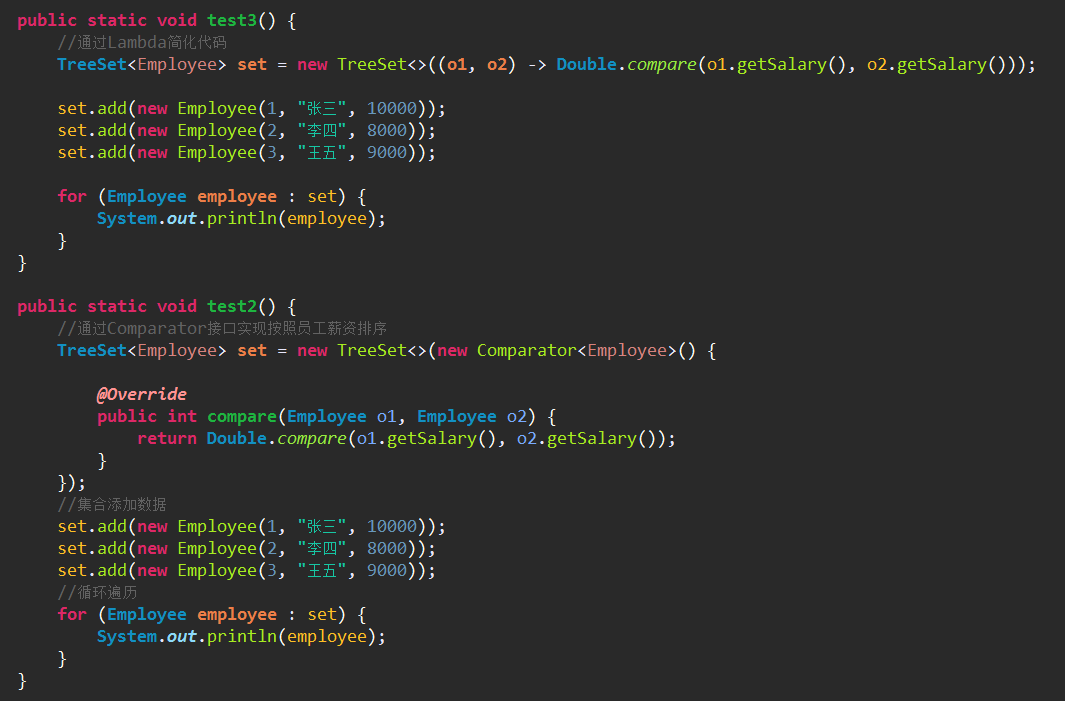 public static void test3() {
    //通过Lambda简化代码
    TreeSet<Employee> set = new TreeSet<>((o1, o2) -> Double.compare(o1.getSalary(), o2.getSalary()));

    set.add(new Employee(1, "张三", 10000));
    set.add(new Employee(2, "李四", 8000));
    set.add(new Employee(3, "王五", 9000));

    for (Employee employee : set) {
        System.out.println(employee);
    }
}

public static void test2() {
    //通过Comparator接口实现按照员工薪资排序
    TreeSet<Employee> set = new TreeSet<>(new Comparator<Employee>() {

        @Override
        public int compare(Employee o1, Employee o2) {
            return Double.compare(o1.getSalary(), o2.getSalary());
        }
    });
    //集合添加数据
    set.add(new Employee(1, "张三", 10000));
    set.add(new Employee(2, "李四", 8000));
    set.add(new Employee(3, "王五", 9000));
    //循环遍历
    for (Employee employee : set) {
        System.out.println(employee);
    }
}